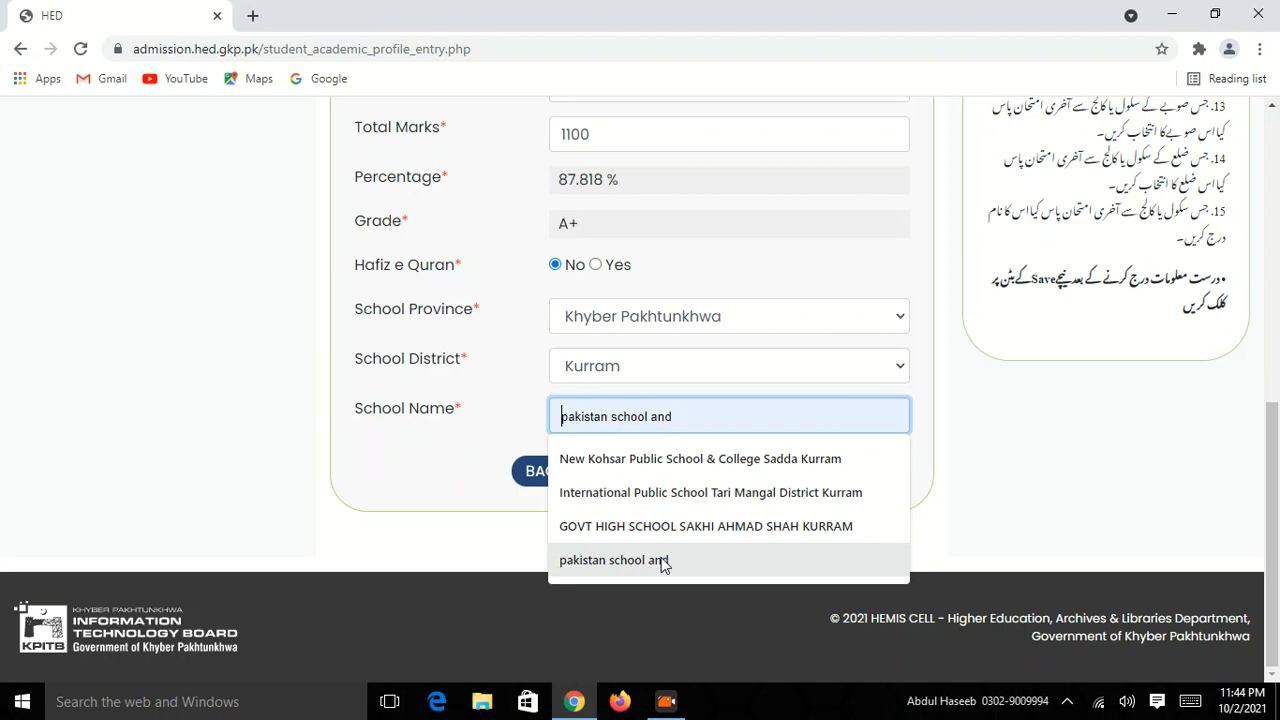 HED
admission.hed.gkp.pk/student_academic_profile_entry.php
Apps
Gmail
YouTube
Maps
Google
Reading list
Total Marks*
1100
Percentage*
87.818 %
Grade*
A+
Hafiz e Quran*
No
Yes
School Province*
Khyber Pakhtunkhwa
School District*
Kurram
School Name*
pakistan school and
BAC
New Kohsar Public School & College Sadda Kurram
International Public School Tari Mangal District Kurram
GOVT HIGH SCHOOL SAKHI AHMAD SHAH KURRAM
pakistan school and
13. جس صوبے کے سکول یا کالج سے آخری امتحان پاس
کیا اس صوبے کا انتخاب کریں۔
14. جس ضلع کے سکول یا کالج سے آخری امتحان پاس
کیا اس ضلع کا انتخاب کریں۔
15. جس سکول یا کالج سے آخری امتحان پاس کیا اس کا نام
درج کریں۔
• درست معلومات درج کرنے کے بعد نیچے Save کے بٹن پر
کلک کریں
KPITB
KHYBER PAKHTUNKHWA
INFORMATION
TECHNOLOGY BOARD
Government of Khyber Pakhtunkhwa
© 2021 HEMIS CELL - Higher Education, Archives & Libraries Department,
Government of Khyber Pakhtunkhwa
Search the web and Windows
Abdul Haseeb 0302-9009994
11:44 PM
10/2/2021